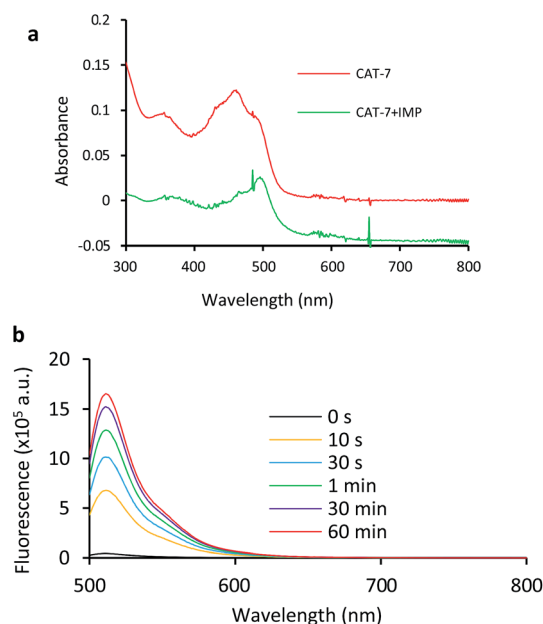 a
0.2
0.15
0.1
0.05
0
-0.05
Absorbance
CAT-7
CAT-7+IMP
300 400 500 600 700 800
Wavelength (nm)
b
20
15
10
5
0
Fluorescence (x10⁵ a.u.)
0 s
10 s
30 s
1 min
30 min
60 min
500 600 700 800
Wavelength (nm)